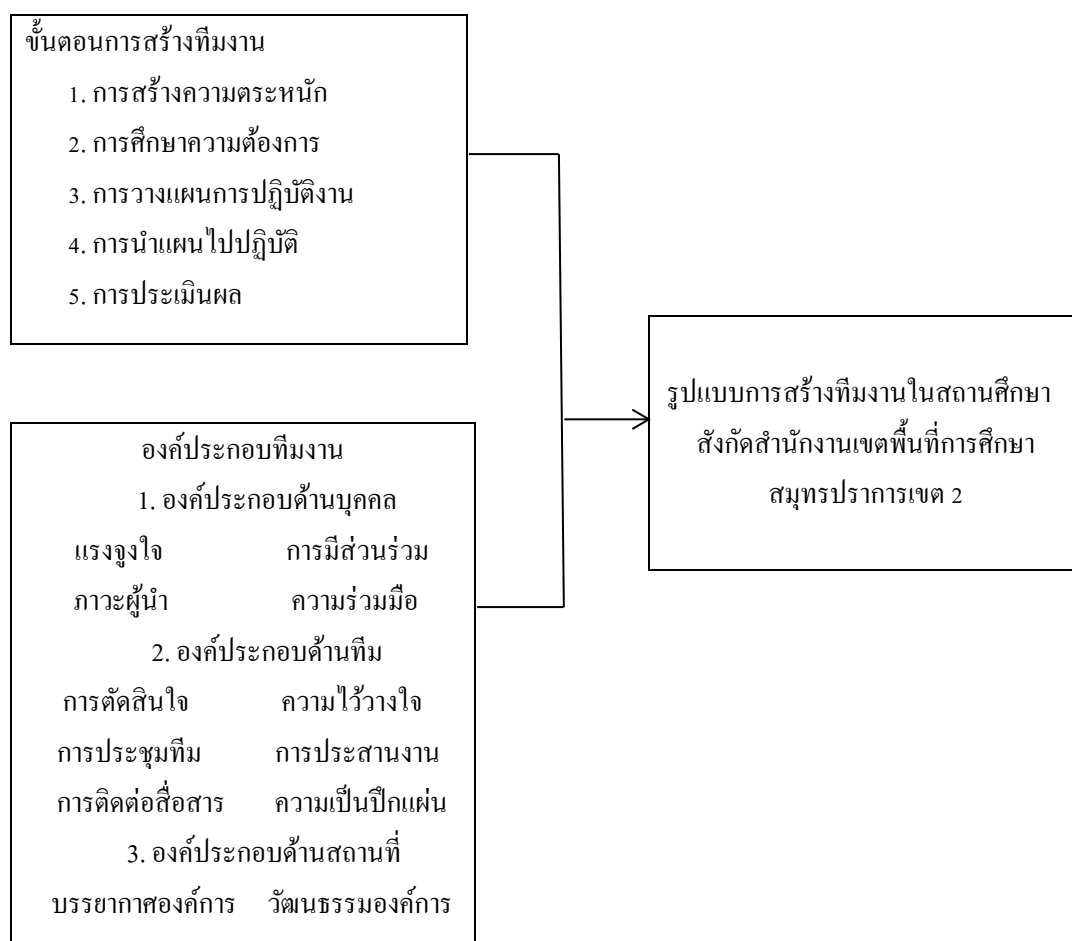 ขั้นตอนการสร้างทีมงาน
1. การสร้างความตระหนัก
2. การศึกษาความต้องการ
3. การวางแผนการปฏิบัติงาน
4. การนำแผนไปปฏิบัติ
5. การประเมินผล
องค์ประกอบทีมงาน
1. องค์ประกอบด้านบุคคล
แรงจูงใจ การมีส่วนร่วม
ภาวะผู้นำ ความร่วมมือ
2. องค์ประกอบด้านทีม
การตัดสินใจ ความไว้วางใจ
การประชุมทีม การประสานงาน
การติดต่อสื่อสาร ความเป็นปึกแผ่น
3. องค์ประกอบด้านสถานที่
บรรยากาศองค์การ วัฒนธรรมองค์การ
รูปแบบการสร้างทีมงานในสถานศึกษา
สังกัดสำนักงานเขตพื้นที่การศึกษา
สมุทรปราการเขต 2